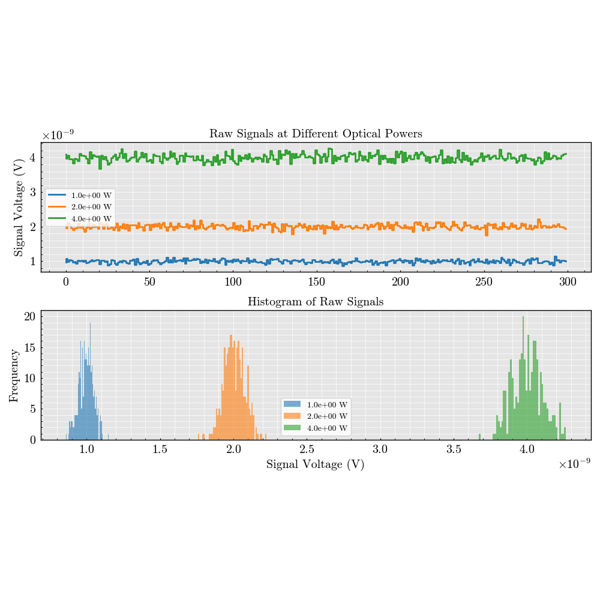 Raw Signals at Different Optical Powers
×10⁻⁹
Signal Voltage (V)
4
3
2
1
1.0e+00 W
2.0e+00 W
4.0e+00 W
0 50 100 150 200 250 300
Histogram of Raw Signals
Frequency
20
15
10
5
0
1.0e+00 W
2.0e+00 W
4.0e+00 W
1.0 1.5 2.0 2.5 3.0 3.5 4.0
Signal Voltage (V)
×10⁻⁹